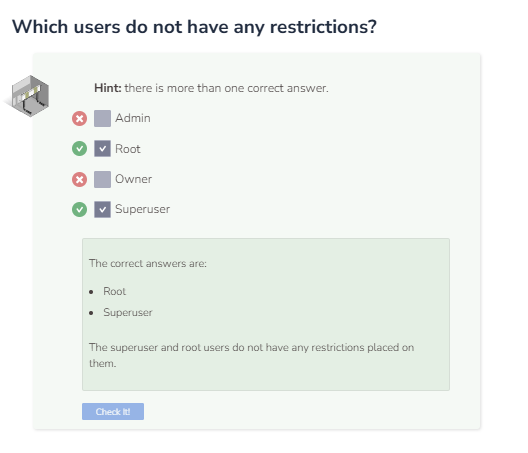 Which users do not have any restrictions?
Hint: there is more than one correct answer.
Admin
Root
Owner
Superuser
The correct answers are:
Root
Superuser
The superuser and root users do not have any restrictions placed on
them.
Check It!